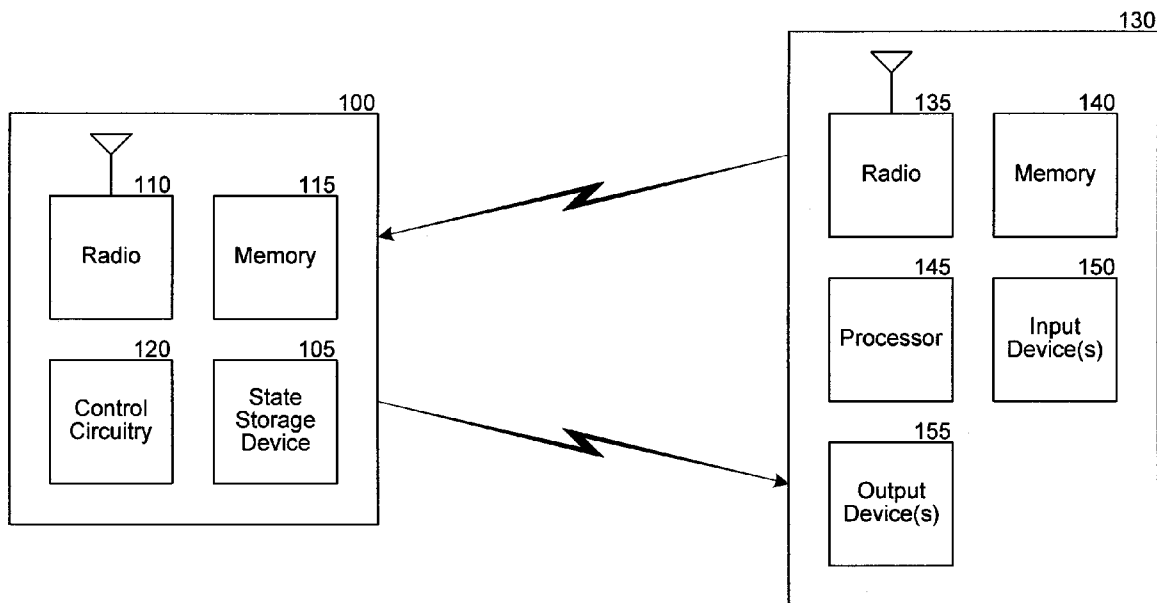 130
100
135
140
Radio
Memory
110
115
Radio
Memory
145
150
Processor
Input
Device(s)
120
105
Control
Circuitry
State
Storage
Device
155
Output
Device(s)